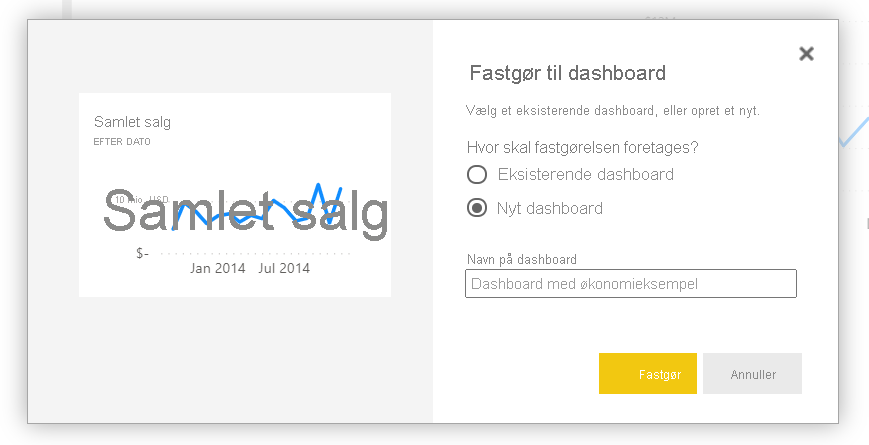 Samlet salg
EFTER DATO
10 mio. USD
Samlet salg
$-
Jan 2014 Jul 2014
Fastgør til dashboard
Vælg et eksisterende dashboard, eller opret et nyt.
Hvor skal fastgørelsen foretages?
Eksisterende dashboard
Nyt dashboard
Navn på dashboard
Dashboard med økonomieksempel
Fastgør
Annuller